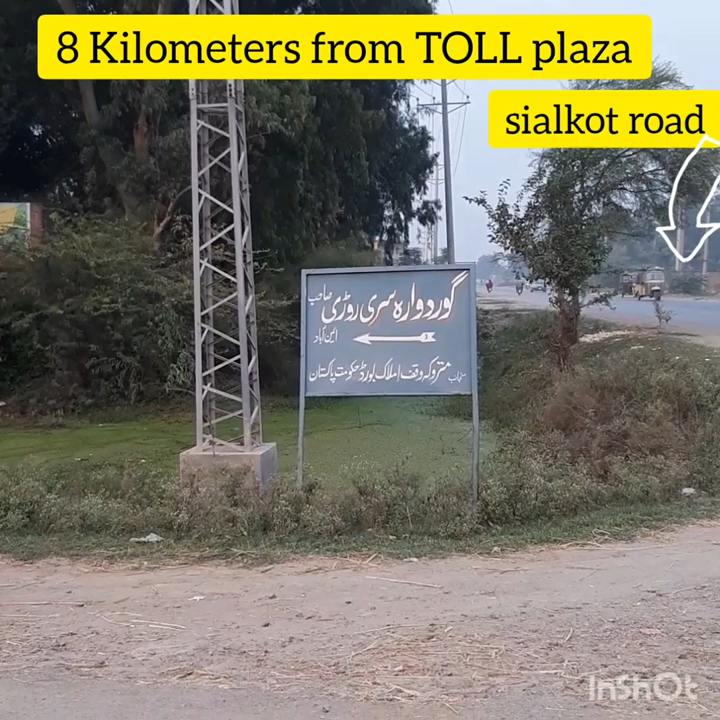 8 Kilometers from TOLL plaza
sialkot road
گوردوارہ سری روڑی صاحب
ایمن آباد
منجانب متروکہ وقف املاک بورڈ حکومت پاکستان
InShOt